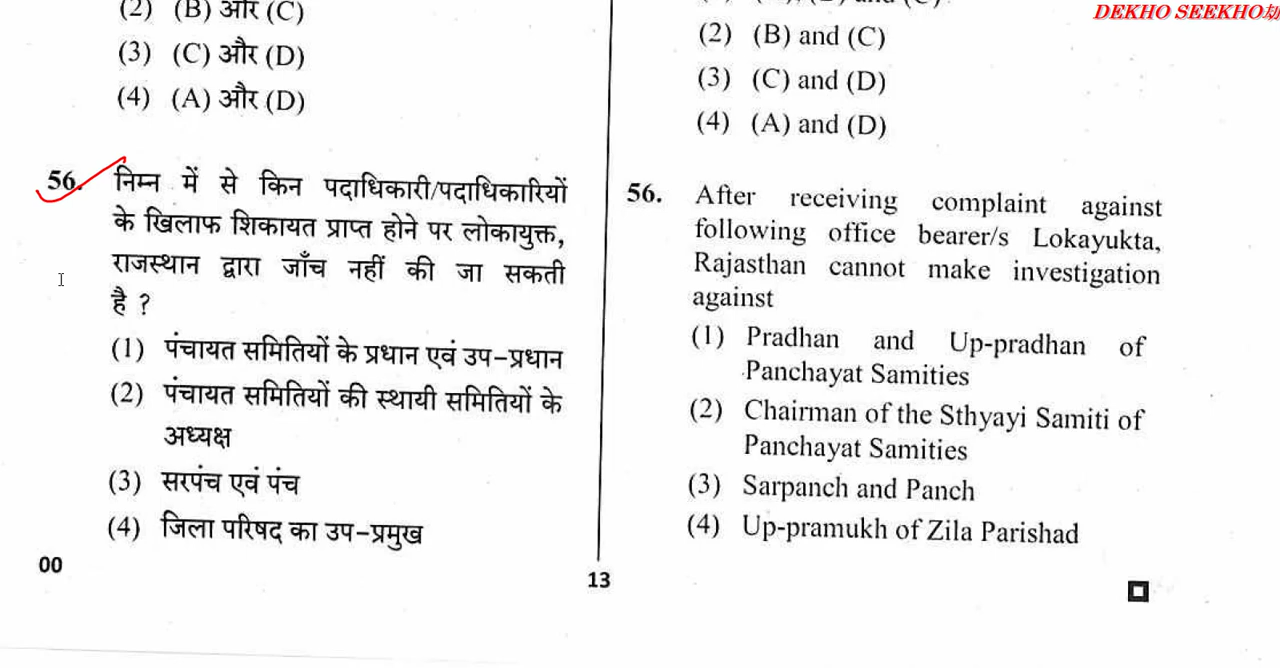 DEKHO SEEKHO
(2) (B) और (C)
(3) (C) और (D)
(4) (A) और (D)
56. निम्न में से किन पदाधिकारी/पदाधिकारियों
के खिलाफ शिकायत प्राप्त होने पर लोकायुक्त,
राजस्थान द्वारा जाँच नहीं की जा सकती
है ?
(1) पंचायत समितियों के प्रधान एवं उप-प्रधान
(2) पंचायत समितियों की स्थायी समितियों के
अध्यक्ष
(3) सरपंच एवं पंच
(4) जिला परिषद का उप-प्रमुख
00
(2) (B) and (C)
(3) (C) and (D)
(4) (A) and (D)
56. After receiving complaint against
following office bearer/s Lokayukta,
Rajasthan cannot make investigation
against
(1) Pradhan and Up-pradhan of
Panchayat Samities
(2) Chairman of the Sthyayi Samiti of
Panchayat Samities
(3) Sarpanch and Panch
(4) Up-pramukh of Zila Parishad
13